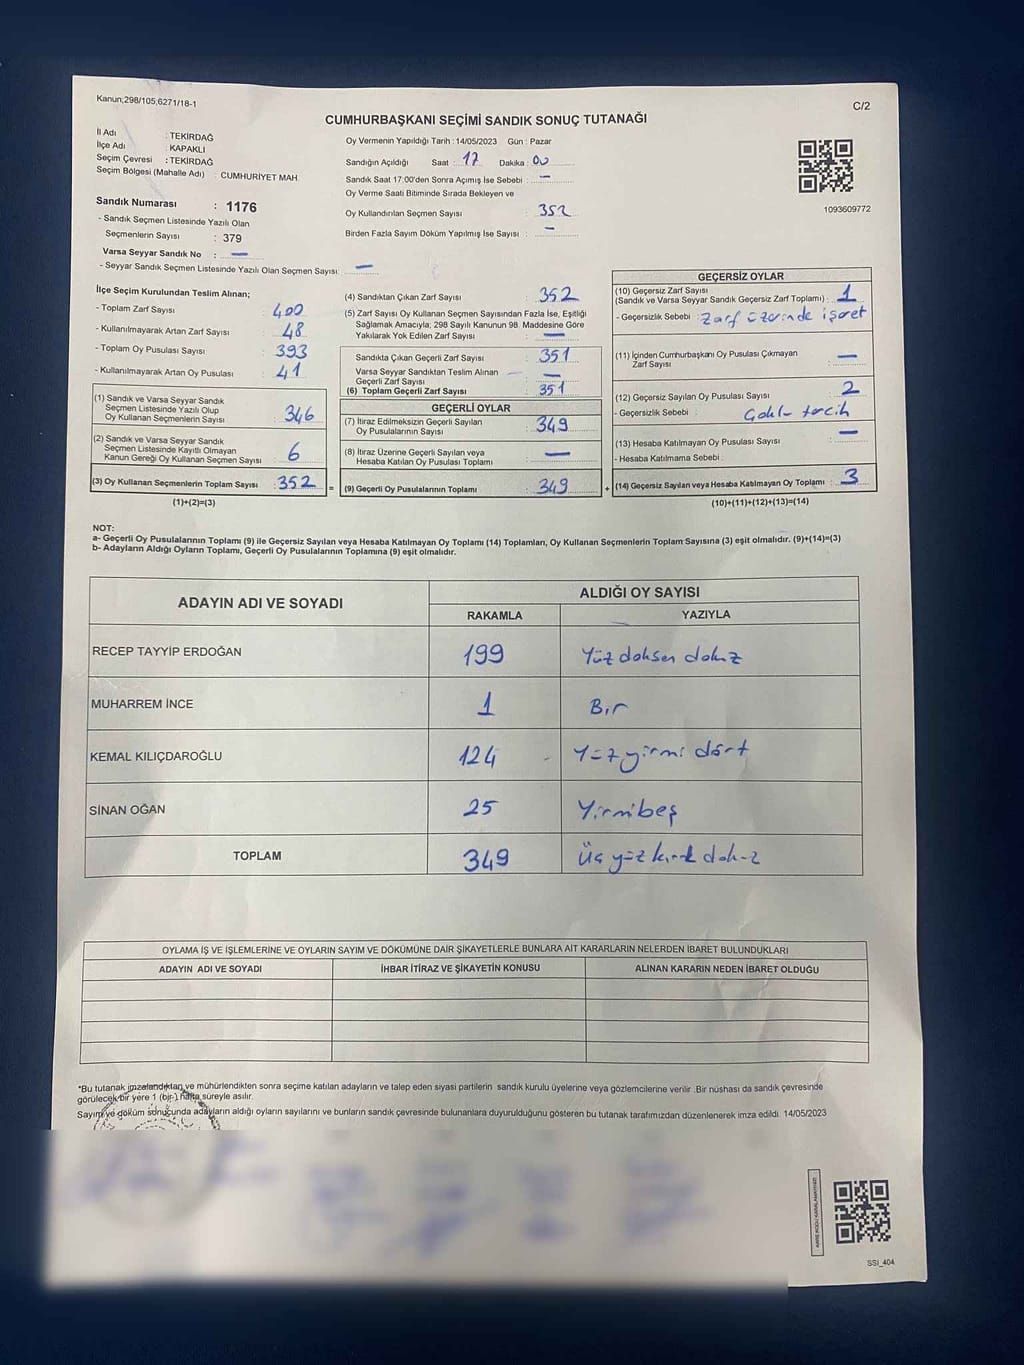 Kanun;298/105,6271/18-1
C/2
CUMHURBAŞKANI SEÇİMİ SANDIK SONUÇ TUTANAĞI
İl Adı : TEKİRDAĞ
İlçe Adı : KAPAKLI
Seçim Çevresi : TEKİRDAĞ
Seçim Bölgesi (Mahalle Adı) : CUMHURİYET MAH.
Sandık Numarası : 1176
- Sandık Seçmen Listesinde Yazılı Olan
Seçmenlerin Sayısı : 379
Varsa Seyyar Sandık No : —
- Seyyar Sandık Seçmen Listesinde Yazılı Olan Seçmen Sayısı: —
Oy Vermenin Yapıldığı Tarih : 14/05/2023 Gün : Pazar
Sandığın Açıldığı Saat : 17 Dakika : 00
Sandık Saat 17:00'den Sonra Açımış İse Sebebi : —
Oy Verme Saati Bitiminde Sırada Bekleyen ve
Oy Kullandırılan Seçmen Sayısı 352
Birden Fazla Sayım Döküm Yapılmış İse Sayısı : —
1093609772
İlçe Seçim Kurulundan Teslim Alınan;
- Toplam Zarf Sayısı : 400
- Kullanılmayarak Artan Zarf Sayısı : 48
- Toplam Oy Pusulası Sayısı : 393
- Kullanılmayarak Artan Oy Pusulası : 41
(1) Sandık ve Varsa Seyyar Sandık
Seçmen Listesinde Yazılı Olup
Oy Kullanan Seçmenlerin Sayısı : 346
(2) Sandık ve Varsa Seyyar Sandık
Seçmen Listesinde Kayıtlı Olmayan
Kanun Gereği Oy Kullanan Seçmen Sayısı : 6
(3) Oy Kullanan Seçmenlerin Toplam Sayısı : 352
(1)+(2)=(3)
=
(4) Sandıktan Çıkan Zarf Sayısı : 352
(5) Zarf Sayısı Oy Kullanan Seçmen Sayısından Fazla İse, Eşitliği
Sağlamak Amacıyla; 298 Sayılı Kanunun 98. Maddesine Göre
Yakılarak Yok Edilen Zarf Sayısı : —
Sandıkta Çıkan Geçerli Zarf Sayısı : 351
Varsa Seyyar Sandıktan Teslim Alınan
Geçerli Zarf Sayısı : —
(6) Toplam Geçerli Zarf Sayısı : 351
GEÇERLİ OYLAR
(7) İtiraz Edilmeksizin Geçerli Sayılan
Oy Pusulalarının Sayısı : 349
(8) İtiraz Üzerine Geçerli Sayılan veya
Hesaba Katılan Oy Pusulası Toplamı : —
(9) Geçerli Oy Pusulalarının Toplamı : 349
+
GEÇERSİZ OYLAR
(10) Geçersiz Zarf Sayısı
(Sandık ve Varsa Seyyar Sandık Geçersiz Zarf Toplamı) : 1
- Geçersizlik Sebebi : Zarf üzerinde işaret
(11) İçinden Cumhurbaşkanı Oy Pusulası Çıkmayan
Zarf Sayısı : —
(12) Geçersiz Sayılan Oy Pusulası Sayısı : 2
- Geçersizlik Sebebi : Çoklu tercih
(13) Hesaba Katılmayan Oy Pusulası Sayısı : —
- Hesaba Katılmama Sebebi :
(14) Geçersiz Sayılan veya Hesaba Katılmayan Oy Toplamı : 3
(10)+(11)+(12)+(13)=(14)
NOT:
a- Geçerli Oy Pusulalarının Toplamı (9) ile Geçersiz Sayılan veya Hesaba Katılmayan Oy Toplamı (14) Toplamları, Oy Kullanan Seçmenlerin Toplam Sayısına (3) eşit olmalıdır. (9)+(14)=(3)
b- Adayların Aldığı Oyların Toplamı, Geçerli Oy Pusulalarının Toplamına (9) eşit olmalıdır.
ADAYIN ADI VE SOYADI
ALDIĞI OY SAYISI
RAKAMLA YAZIYLA
RECEP TAYYİP ERDOĞAN 199 Yüz doksan dokuz
MUHARREM İNCE 1 Bir
KEMAL KILIÇDAROĞLU 124 Yüz yirmi dört
SİNAN OĞAN 25 Yirmibeş
TOPLAM 349 Üç yüz kırk dokuz
OYLAMA İŞ VE İŞLEMLERİNE VE OYLARIN SAYIM VE DÖKÜMÜNE DAİR ŞİKAYETLERLE BUNLARA AİT KARARLARIN NELERDEN İBARET BULUNDUKLARI
ADAYIN ADI VE SOYADI İHBAR İTİRAZ VE ŞİKAYETİN KONUSU ALINAN KARARIN NEDEN İBARET OLDUĞU
*Bu tutanak imzalandıktan ve mühürlendikten sonra seçime katılan adayların ve talep eden siyasi partilerin sandık kurulu üyelerine veya gözlemcilerine verilir .Bir nüshası da sandık çevresinde
görülecek bir yere 1 (bir ) hafta süreyle asılır.
Sayım ve döküm sonucunda adayların aldığı oyların sayılarını ve bunların sandık çevresinde bulunanlara duyurulduğunu gösteren bu tutanak tarafımızdan düzenlenerek imza edildi. 14/05/2023
SSI_404